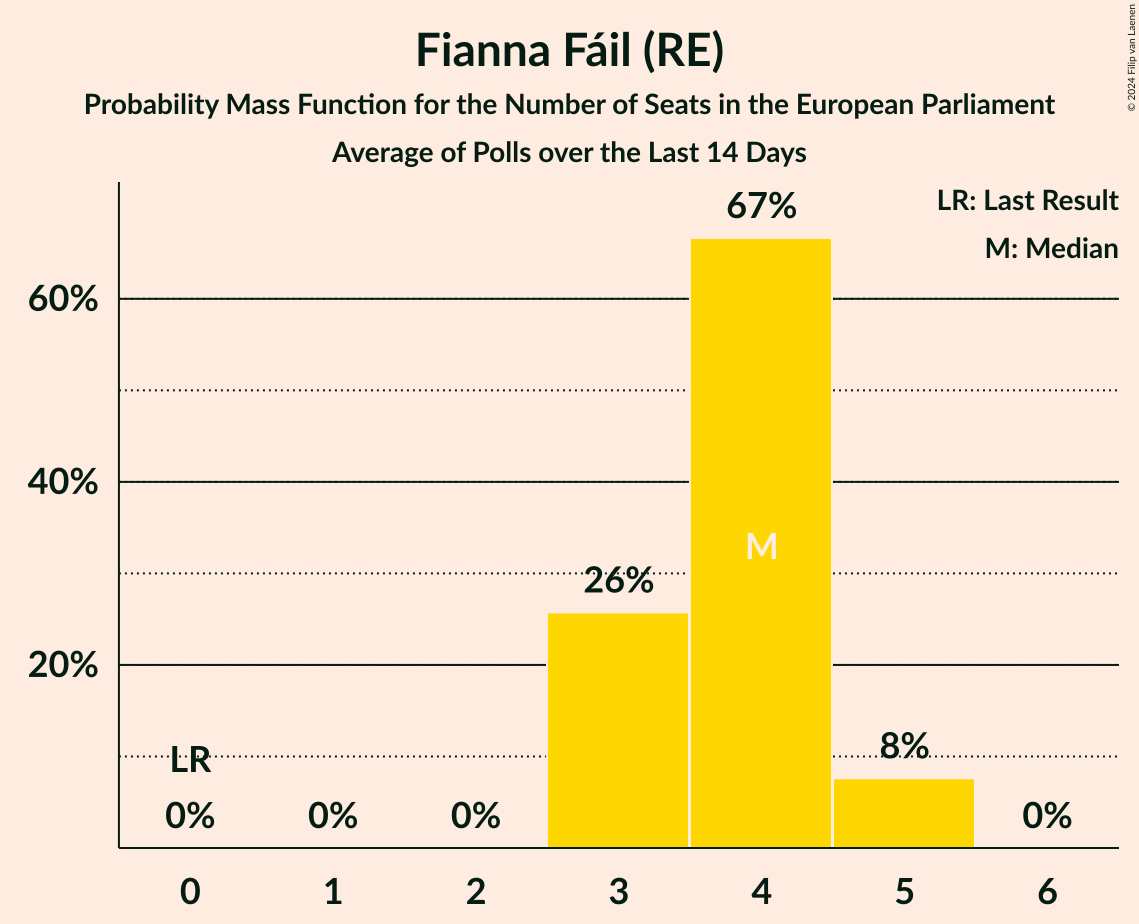 Fianna Fáil (RE)
Probability Mass Function for the Number of Seats in the European Parliament
Average of Polls over the Last 14 Days
© 2024 Filip van Laenen
LR: Last Result
M: Median
67%
60%
40%
M
26%
20%
8%
LR
0% 0% 0% 0%
0 1 2 3 4 5 6